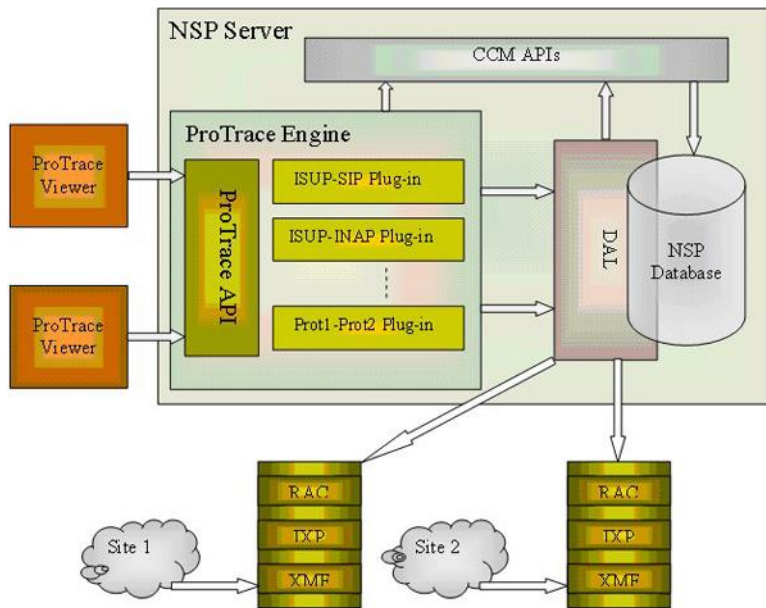 NSP Server
CCM APIs
ProTrace Engine
ProTrace
Viewer
ProTrace API
ISUP-SIP Plug-in
ISUP-INAP Plug-in
Prot1-Prot2 Plug-in
DAL
NSP
Database
ProTrace
Viewer
RAC
IXP
XMF
Site 1
RAC
IXP
XMF
Site 2